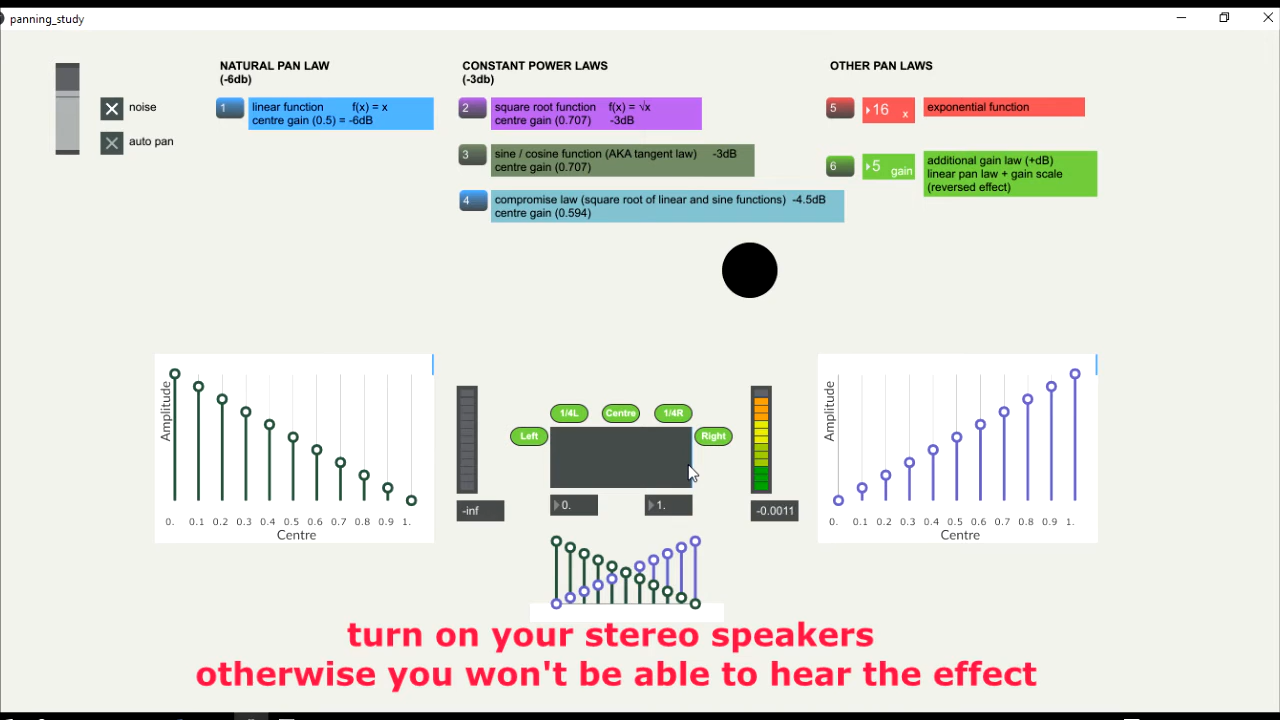 panning_study
NATURAL PAN LAW
(-6db)
1
linear function f(x) = x
centre gain (0.5) = -6dB
CONSTANT POWER LAWS
(-3db)
2
square root function f(x) = √x
centre gain (0.707) -3dB
3
sine / cosine function (AKA tangent law) -3dB
centre gain (0.707)
4
compromise law (square root of linear and sine functions) -4.5dB
centre gain (0.594)
OTHER PAN LAWS
5
16 x
exponential function
6
5 gain
additional gain law (+dB)
linear pan law + gain scale
(reversed effect)
noise
auto pan
Amplitude
0. 0.1 0.2 0.3 0.4 0.5 0.6 0.7 0.8 0.9 1.
Centre
-inf
1/4L Centre 1/4R
Left Right
0. 1.
-0.0011
Amplitude
0. 0.1 0.2 0.3 0.4 0.5 0.6 0.7 0.8 0.9 1.
Centre
turn on your stereo speakers
otherwise you won't be able to hear the effect